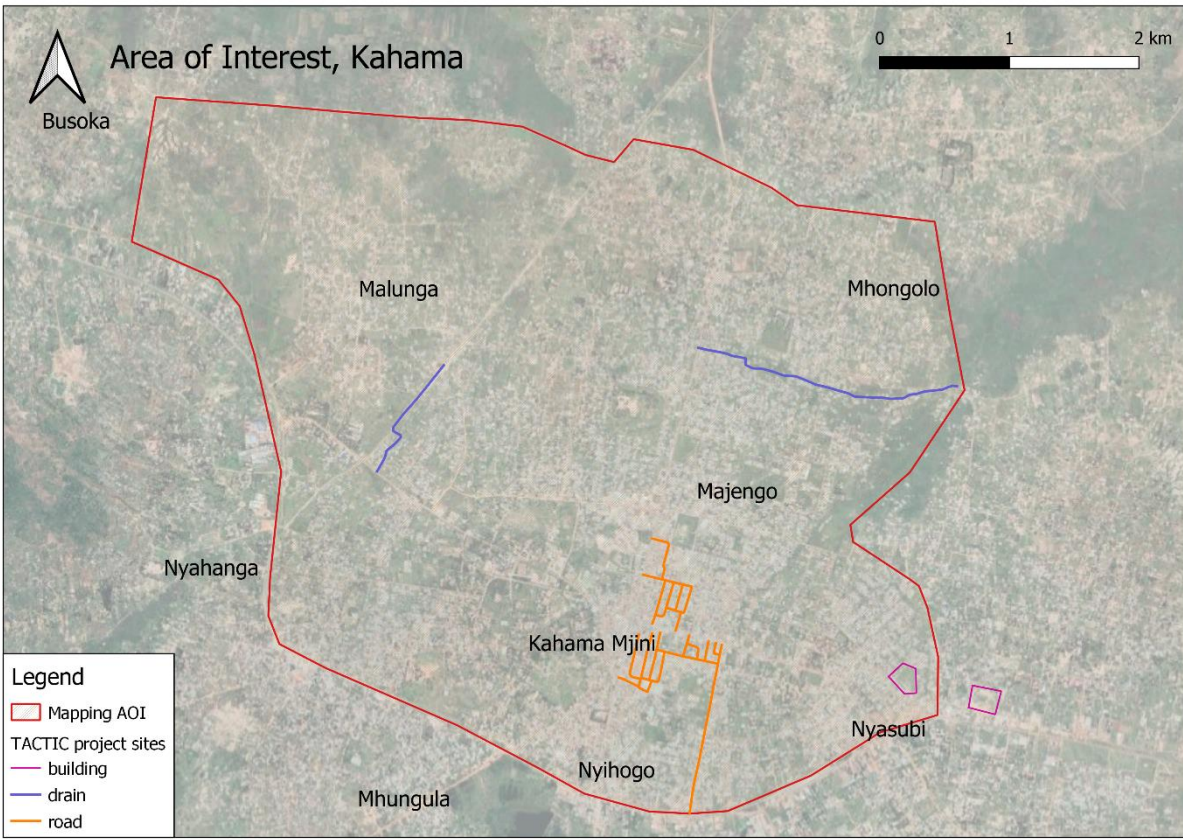 Area of Interest, Kahama
0 1 2 km
Busoka
Malunga
Mhongolo
Majengo
Nyahanga
Kahama Mjini
Nyasubi
Nyihogo
Mhungula
Legend
Mapping AOI
TACTIC project sites
building
drain
road